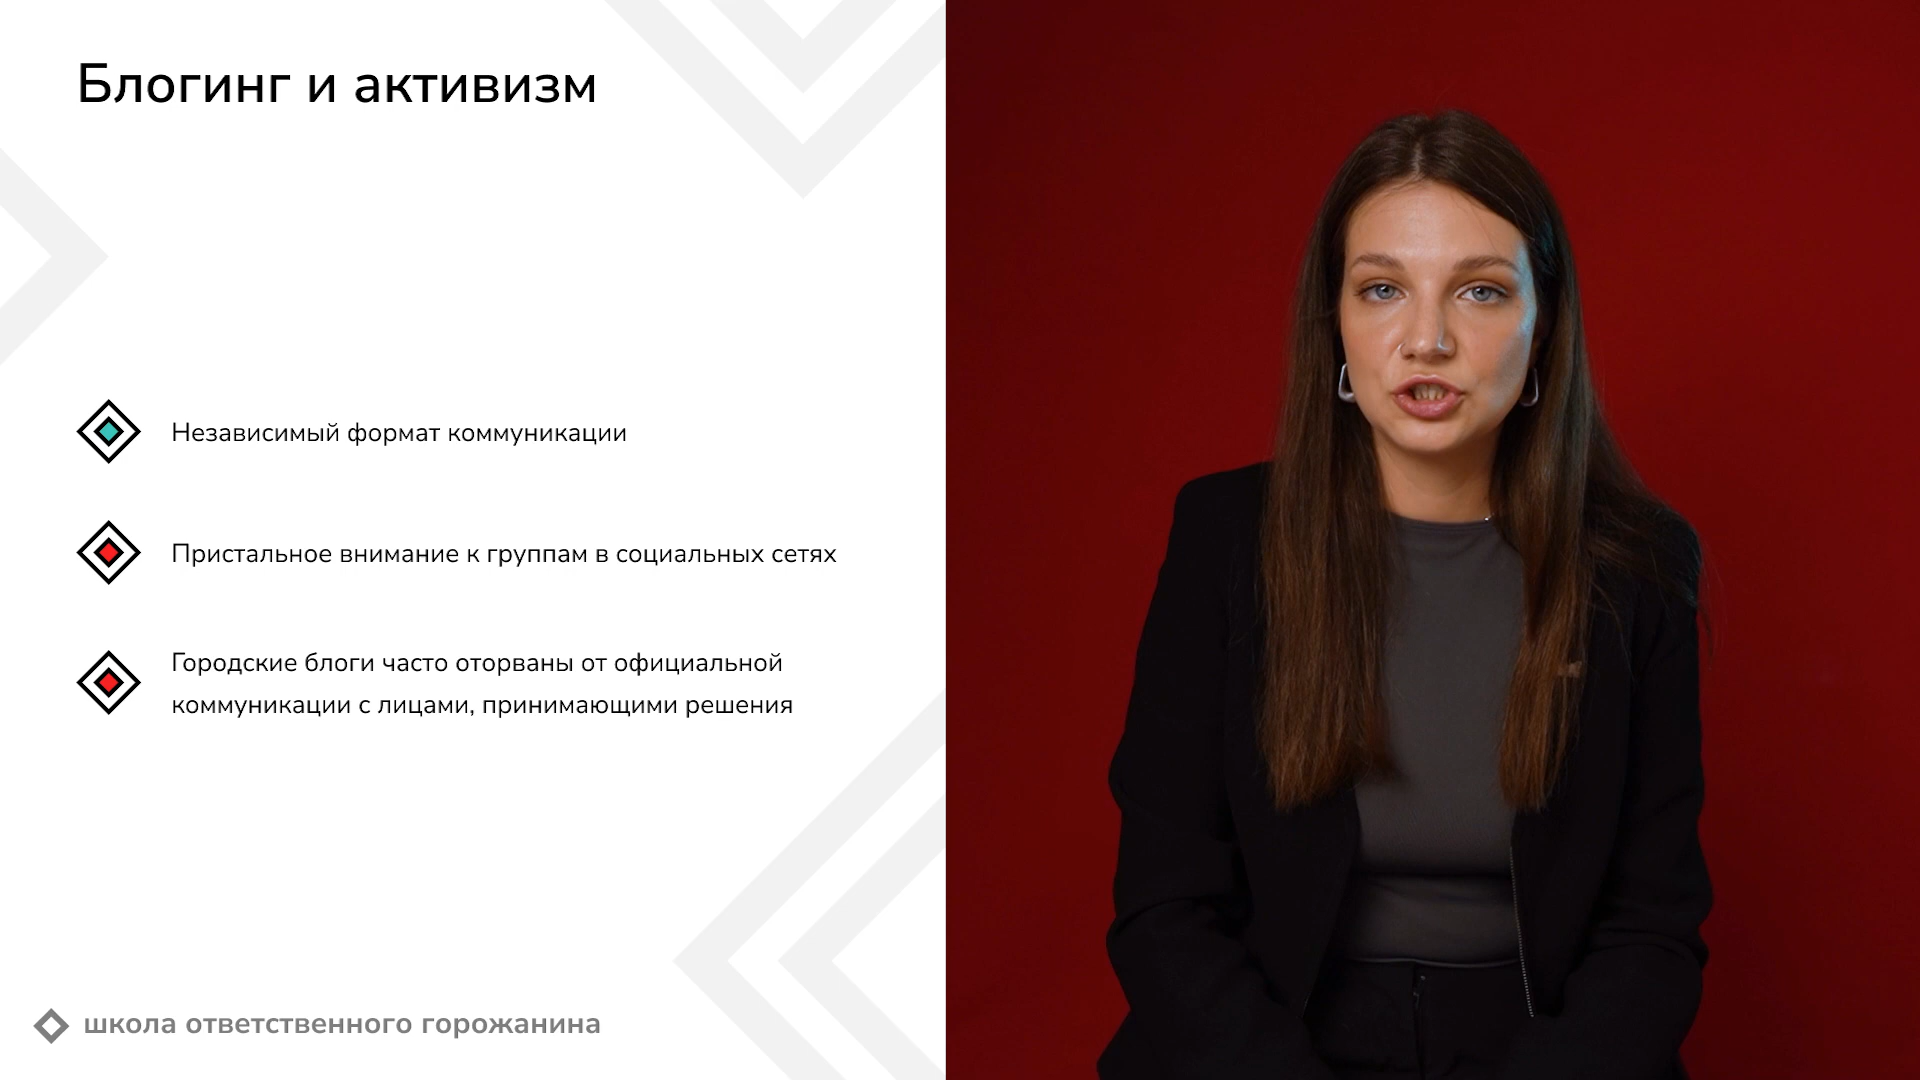 Блогинг и активизм
Независимый формат коммуникации
Пристальное внимание к группам в социальных сетях
Городские блоги часто оторваны от официальной
коммуникации с лицами, принимающими решения
школа ответственного горожанина